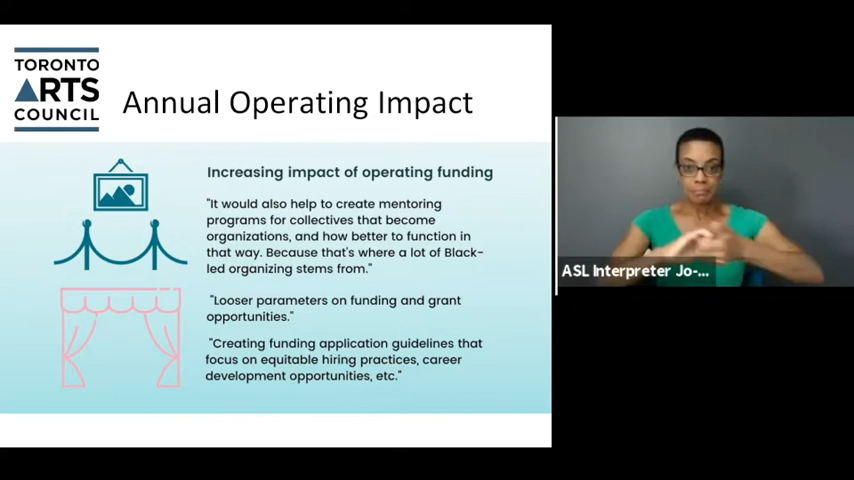 TORONTO
ARTS
COUNCIL
Annual Operating Impact
Increasing impact of operating funding
"It would also help to create mentoring
programs for collectives that become
organizations, and how better to function in
that way. Because that's where a lot of Black-
led organizing stems from."
"Looser parameters on funding and grant
opportunities."
"Creating funding application guidelines that
focus on equitable hiring practices, career
development opportunities, etc."
ASL Interpreter Jo-...